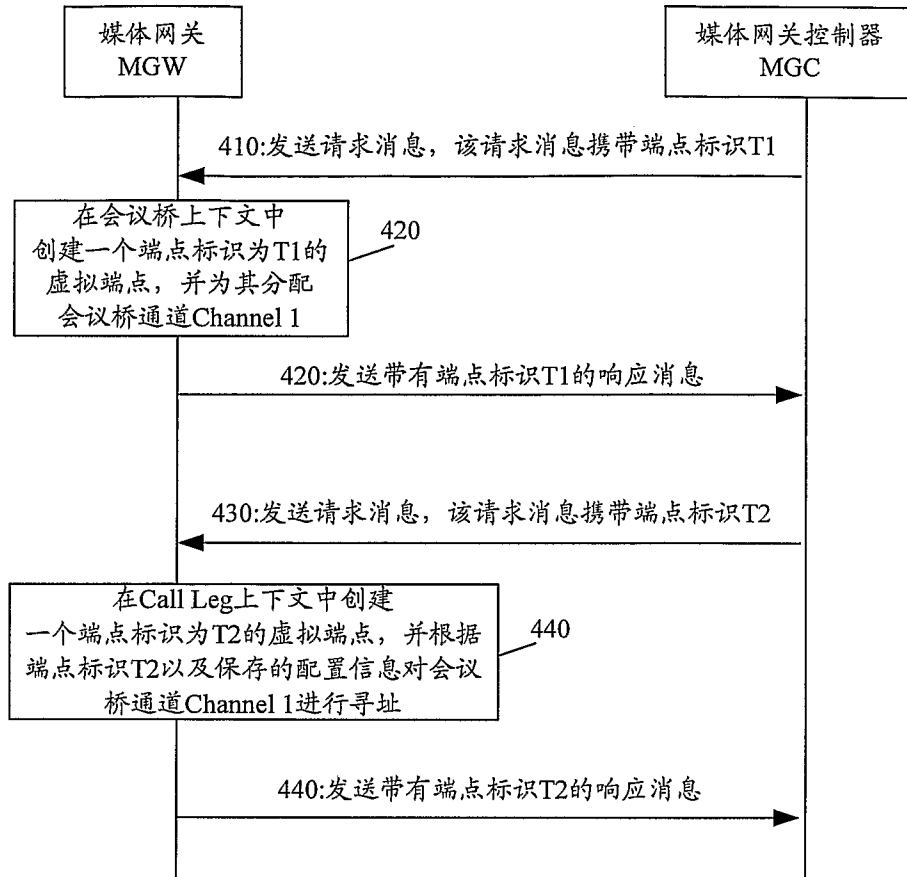 媒体网关
MGW
媒体网关控制器
MGC
410:发送请求消息，该请求消息携带端点标识T1
在会议桥上下文中
创建一个端点标识为T1的
虚拟端点，并为其分配
会议桥通道Channel 1
420
420:发送带有端点标识T1的响应消息
430:发送请求消息，该请求消息携带端点标识T2
在Call Leg上下文中创建
一个端点标识为T2的虚拟端点，并根据
端点标识T2以及保存的配置信息对会议
桥通道Channel 1进行寻址
440
440:发送带有端点标识T2的响应消息